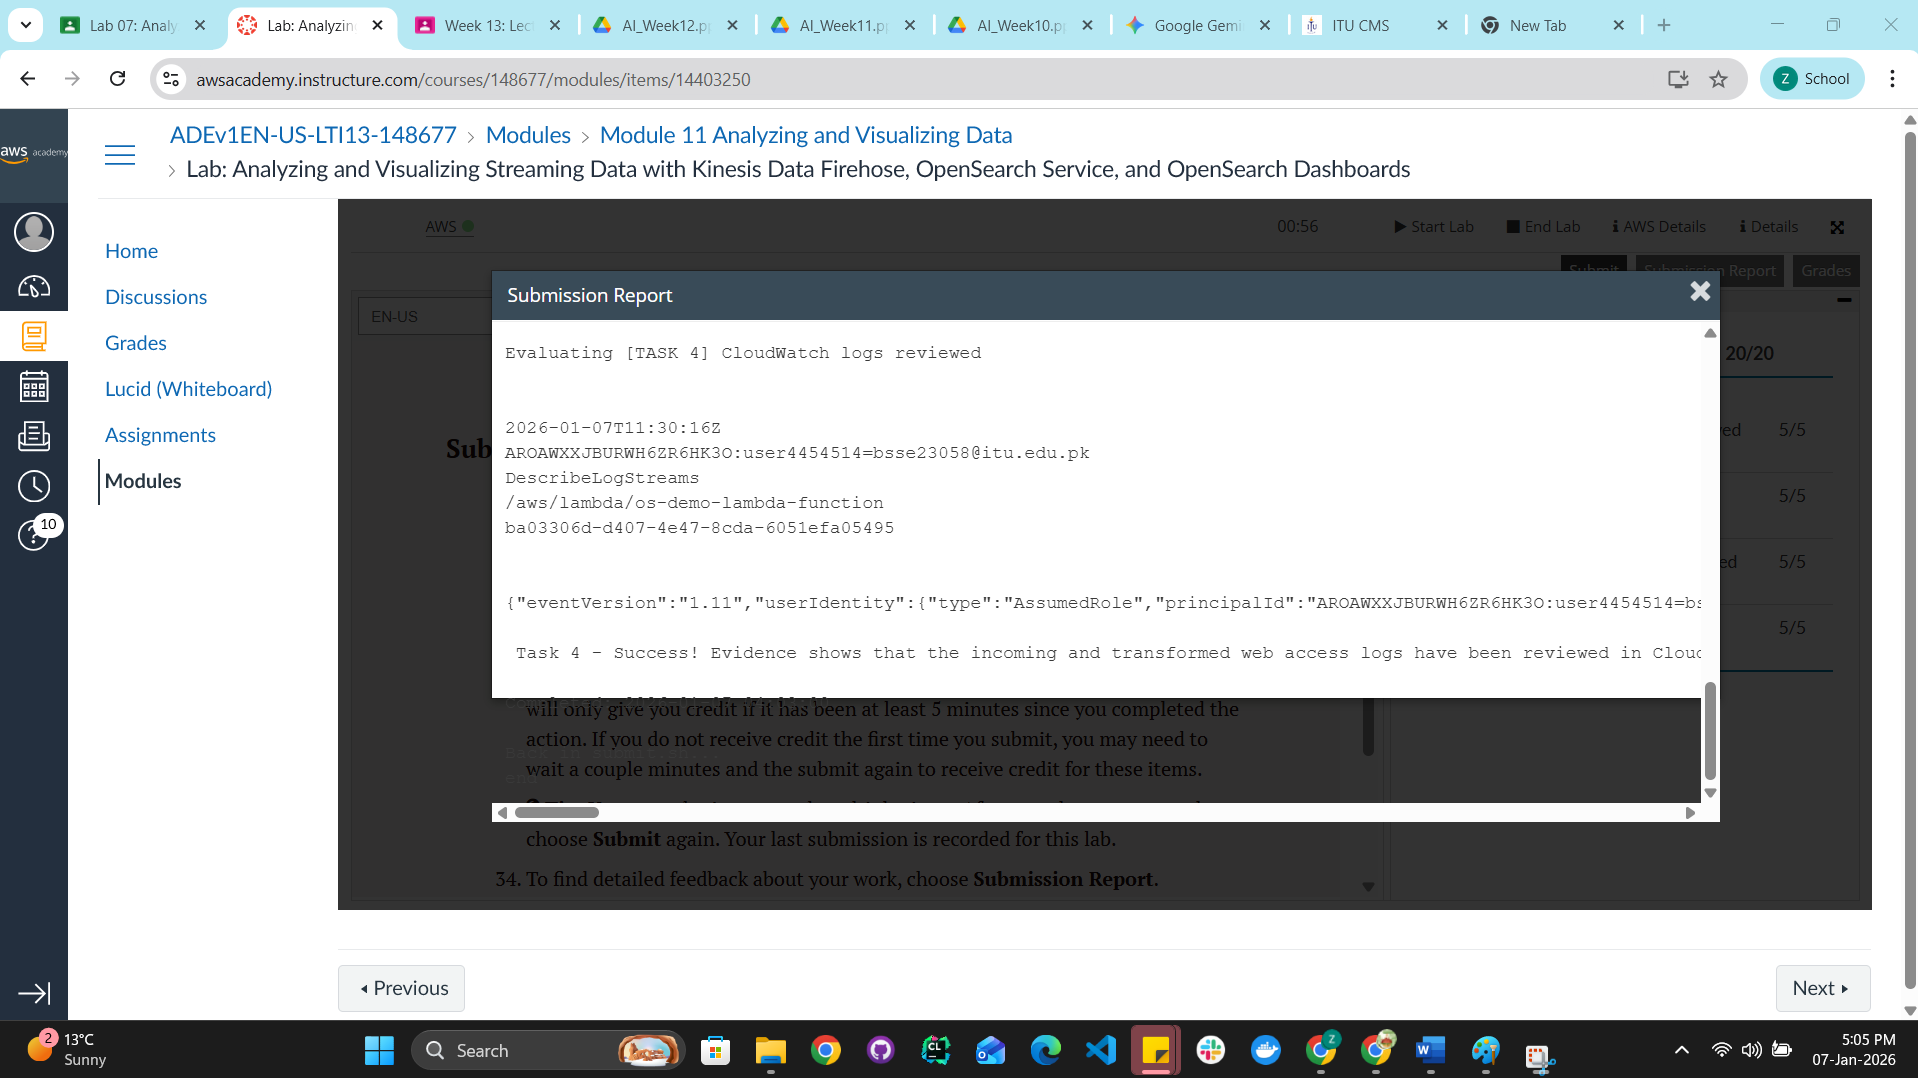 Lab 07: Analy
Lab: Analyzin
Week 13: Lec
AI_Week12.p
AI_Week11.p
AI_Week10.p
Google Gemi
ITU CMS
New Tab
awsacademy.instructure.com/courses/148677/modules/items/14403250
Z School
aws academy
ADEv1EN-US-LTI13-148677 › Modules › Module 11 Analyzing and Visualizing Data
› Lab: Analyzing and Visualizing Streaming Data with Kinesis Data Firehose, OpenSearch Service, and OpenSearch Dashboards
Home
Discussions
Grades
Lucid (Whiteboard)
Assignments
Modules
10
AWS
00:56
Start Lab
End Lab
AWS Details
Details
Submit
Submission Report
Grades
EN-US
Submission Report
20/20
5/5
5/5
ed 5/5
5/5
Sub
Evaluating [TASK 4] CloudWatch logs reviewed
2026-01-07T11:30:16Z
AROAWXXJBURWH6ZR6HK3O:user4454514=bsse23058@itu.edu.pk
DescribeLogStreams
/aws/lambda/os-demo-lambda-function
ba03306d-d407-4e47-8cda-6051efa05495
{"eventVersion":"1.11","userIdentity":{"type":"AssumedRole","principalId":"AROAWXXJBURWH6ZR6HK3O:user4454514=bs
Task 4 - Success! Evidence shows that the incoming and transformed web access logs have been reviewed in Cloud
will only give you credit if it has been at least 5 minutes since you completed the
action. If you do not receive credit the first time you submit, you may need to
wait a couple minutes and the submit again to receive credit for these items.
choose Submit again. Your last submission is recorded for this lab.
34. To find detailed feedback about your work, choose Submission Report.
Previous
Next
2
13°C
Sunny
Search
5:05 PM
07-Jan-2026